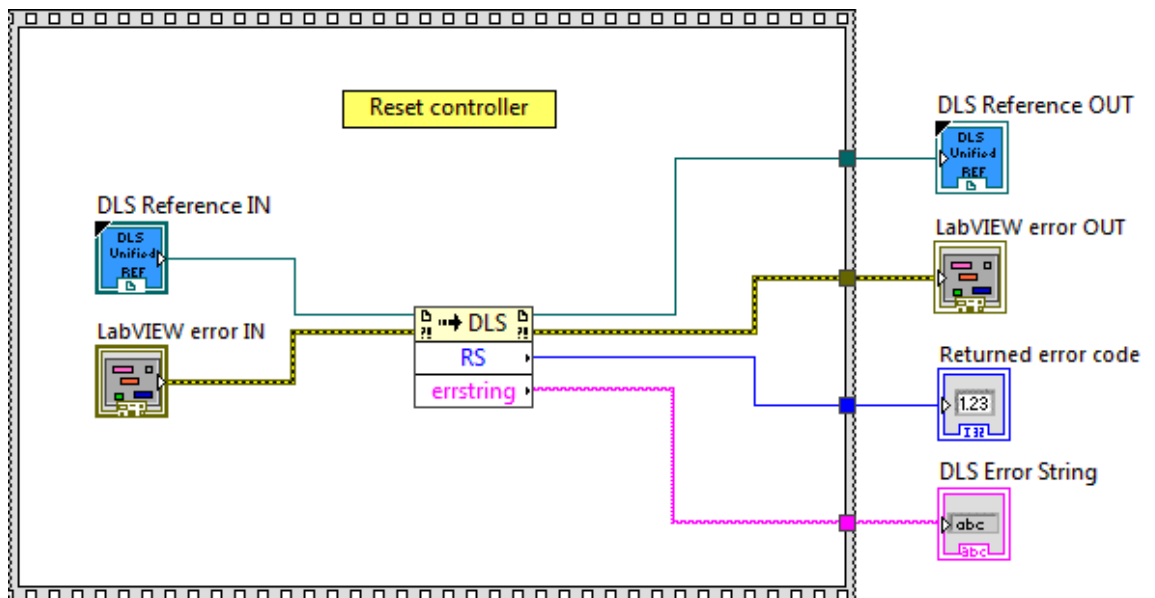 Reset controller
DLS Reference OUT
DLS
Unified
REF
DLS Reference IN
DLS
Unified
REF
LabVIEW error OUT
LabVIEW error IN
?! DLS ?!
RS
errstring
Returned error code
1.23
I32
DLS Error String
abc
abc